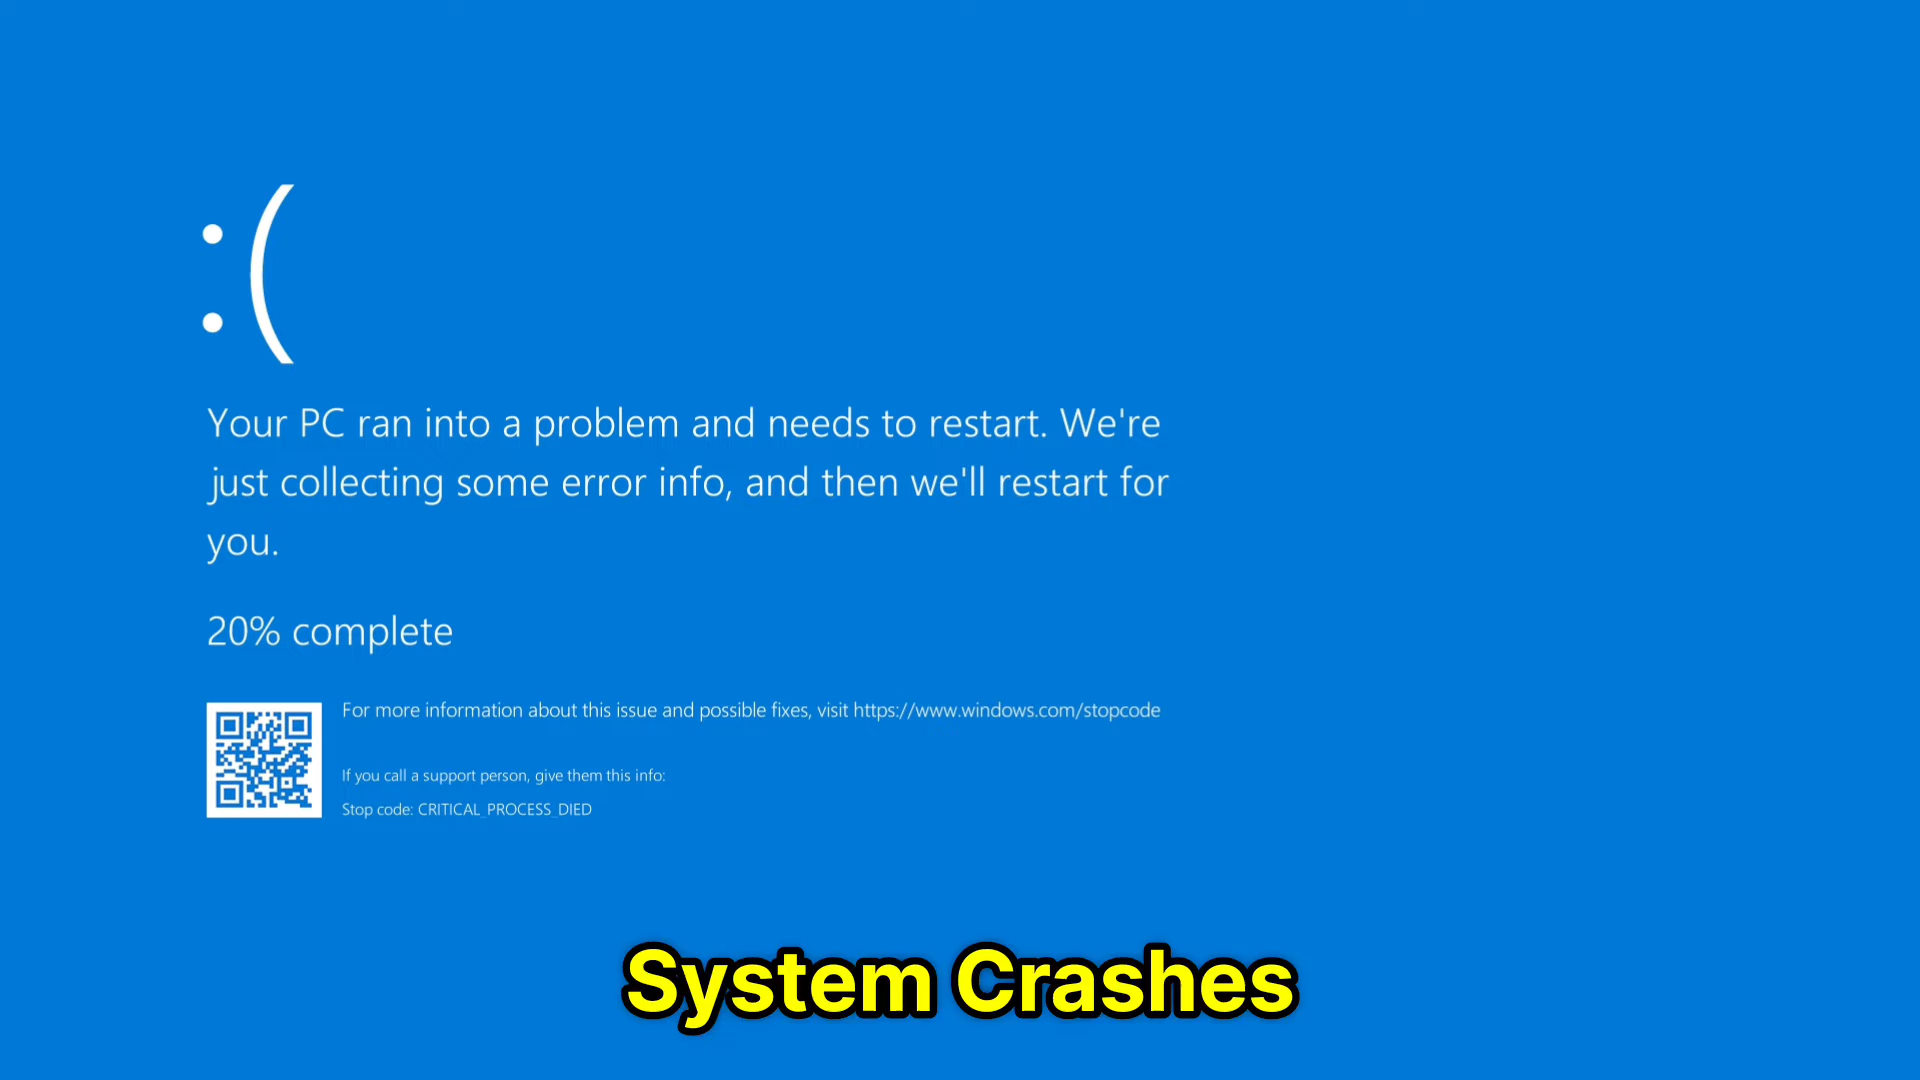 :(
Your PC ran into a problem and needs to restart. We're
just collecting some error info, and then we'll restart for
you.
20% complete
For more information about this issue and possible fixes, visit https://www.windows.com/stopcode
If you call a support person, give them this info:
Stop code: CRITICAL_PROCESS_DIED
System Crashes